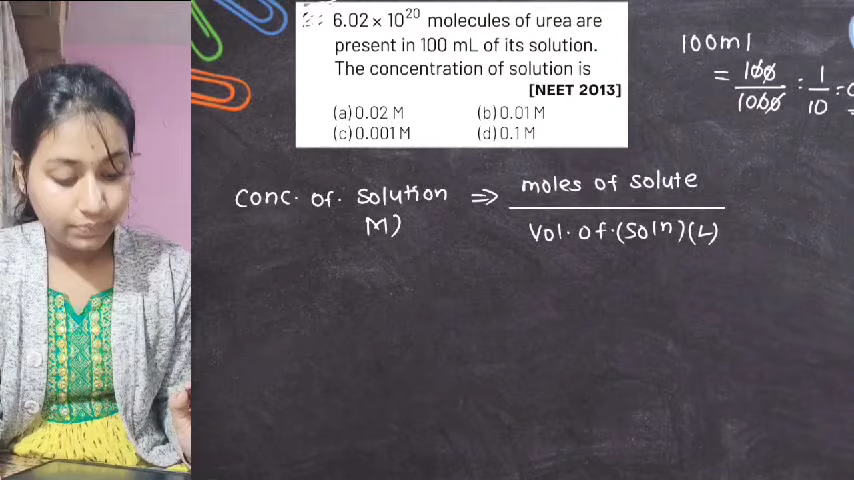 6.02 × 10²⁰ molecules of urea are
present in 100 mL of its solution.
The concentration of solution is
[NEET 2013]
(a) 0.02 M (b) 0.01 M
(c) 0.001 M (d) 0.1 M
100ml
= 100/1000 : 1/10 =
Conc. of. solution ⇒ moles of solute
M) Vol. of. (Soln) (L)